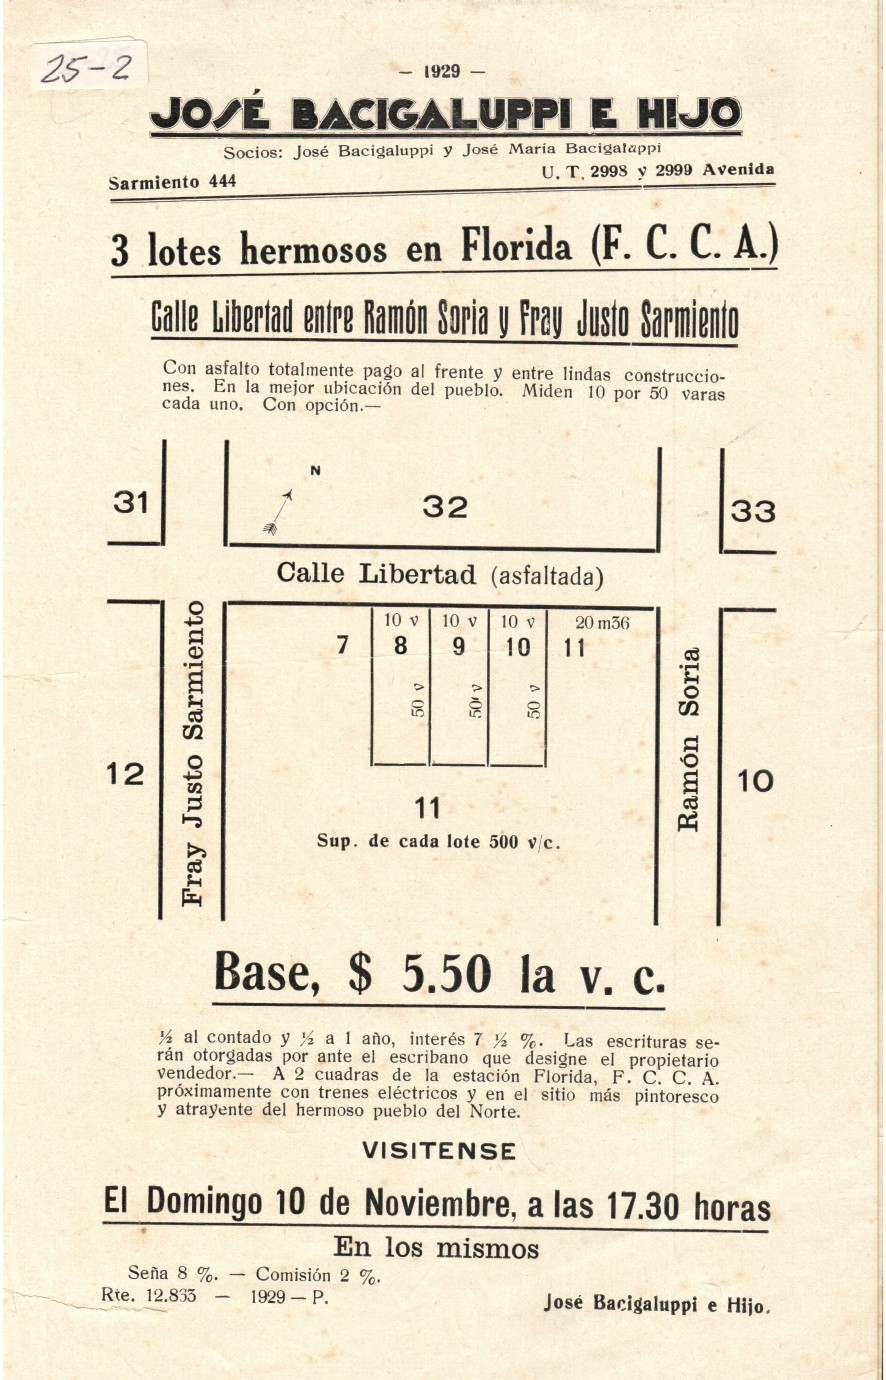 25-2
— 1929 —
JOSÉ BACIGALUPPI E HIJO
Socios: José Bacigaluppi y José María Bacigaluppi
Sarmiento 444
U. T. 2998 y 2999 Avenida
3 lotes hermosos en Florida (F. C. C. A.)
Calle Libertad entre Ramón Soria y Fray Justo Sarmiento
Con asfalto totalmente pago al frente y entre lindas construccio-
nes. En la mejor ubicación del pueblo. Miden 10 por 50 varas
cada uno. Con opción.—
N
31
32
33
Calle Libertad (asfaltada)
10 v 10 v 10 v 20 m36
7 8 9 10 11
50 v 50 v 50 v
Fray Justo Sarmiento
Ramón Soria
12
10
11
Sup. de cada lote 500 v/c.
Base, $ 5.50 la v. c.
½ al contado y ½ a 1 año, interés 7 ½ %. Las escrituras se-
rán otorgadas por ante el escribano que designe el propietario
vendedor.— A 2 cuadras de la estación Florida, F. C. C. A.
próximamente con trenes eléctricos y en el sitio más pintoresco
y atrayente del hermoso pueblo del Norte.
VISITENSE
El Domingo 10 de Noviembre, a las 17.30 horas
En los mismos
Seña 8 %. — Comisión 2 %.
Rte. 12.863 — 1929 — P.
José Bacigaluppi e Hijo.